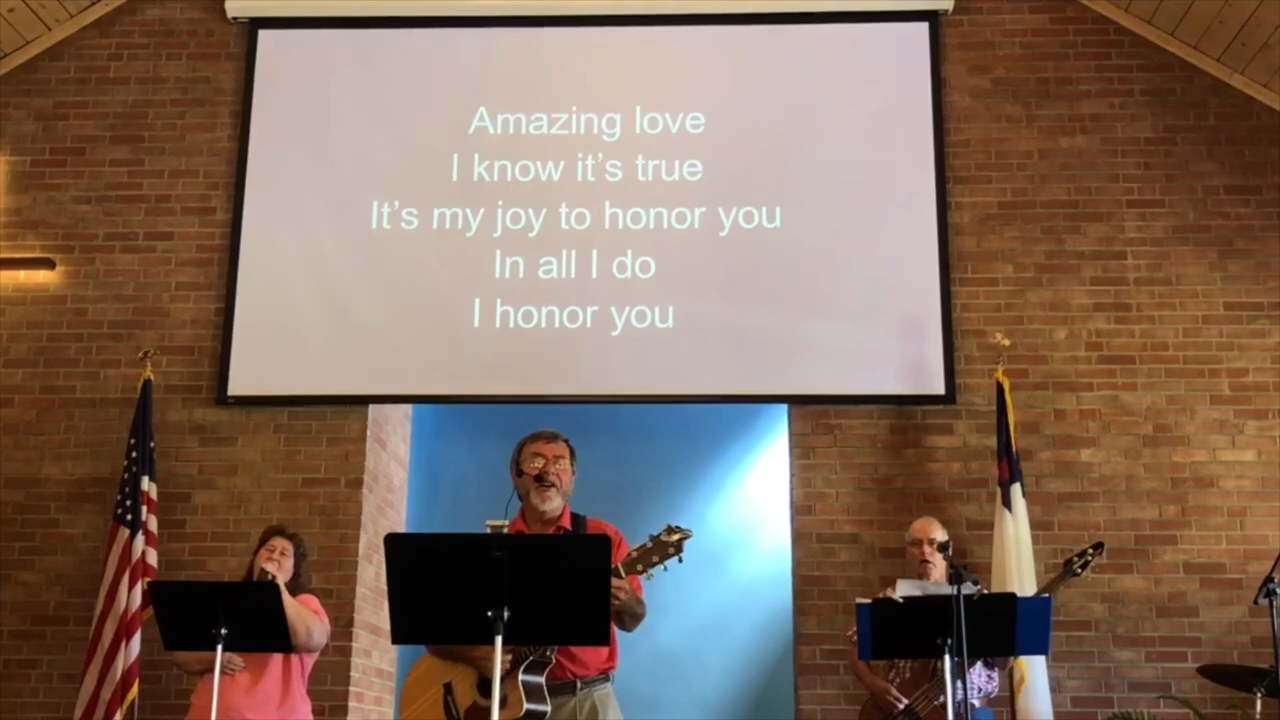 Amazing love
I know it's true
It's my joy to honor you
In all I do
I honor you